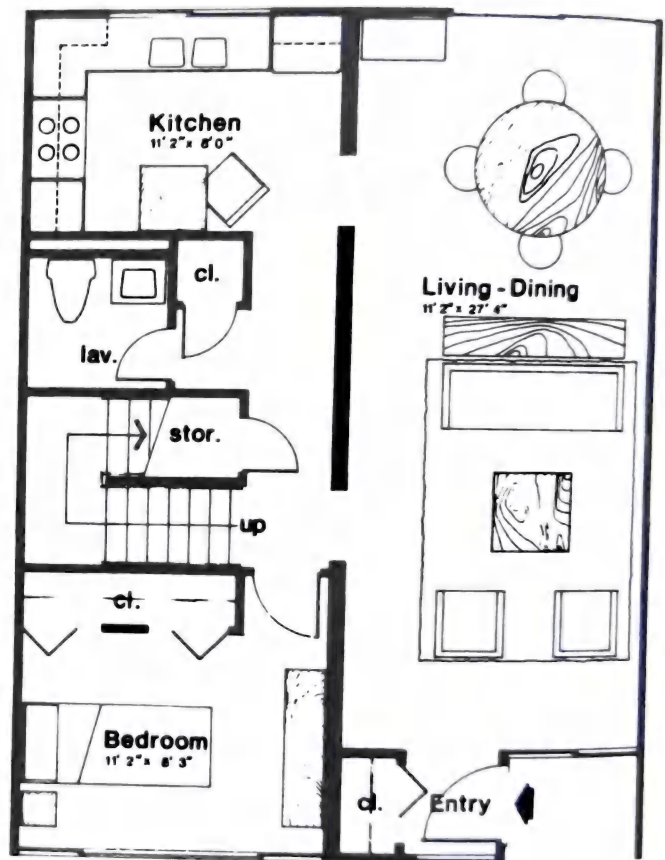 Kitchen
11' 2" x 8' 0"
cl.
Living - Dining
11' 2" x 27' 4"
lav.
stor.
up
cl.
Bedroom
11' 2" x 8' 3"
cl.
Entry